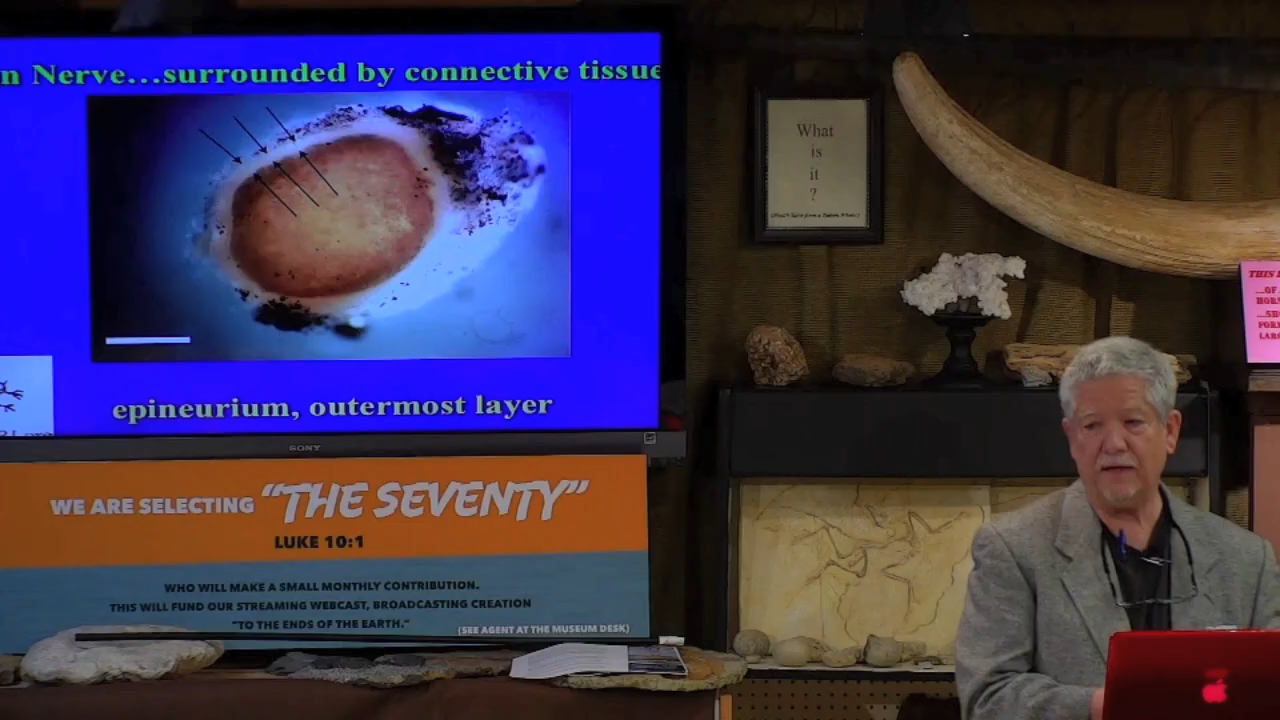 n Nerve...surrounded by connective tissue
epineurium, outermost layer
SONY
WE ARE SELECTING "THE SEVENTY"
LUKE 10:1
WHO WILL MAKE A SMALL MONTHLY CONTRIBUTION.
THIS WILL FUND OUR STREAMING WEBCAST, BROADCASTING CREATION
"TO THE ENDS OF THE EARTH."
(SEE AGENT AT THE MUSEUM DESK)
What
is
it
?
THIS
...OF